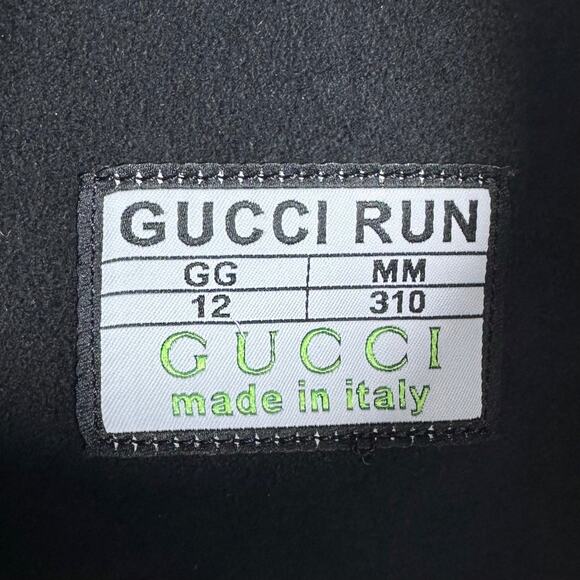 GUCCI RUN
GG MM
12 310
GUCCI
made in italy